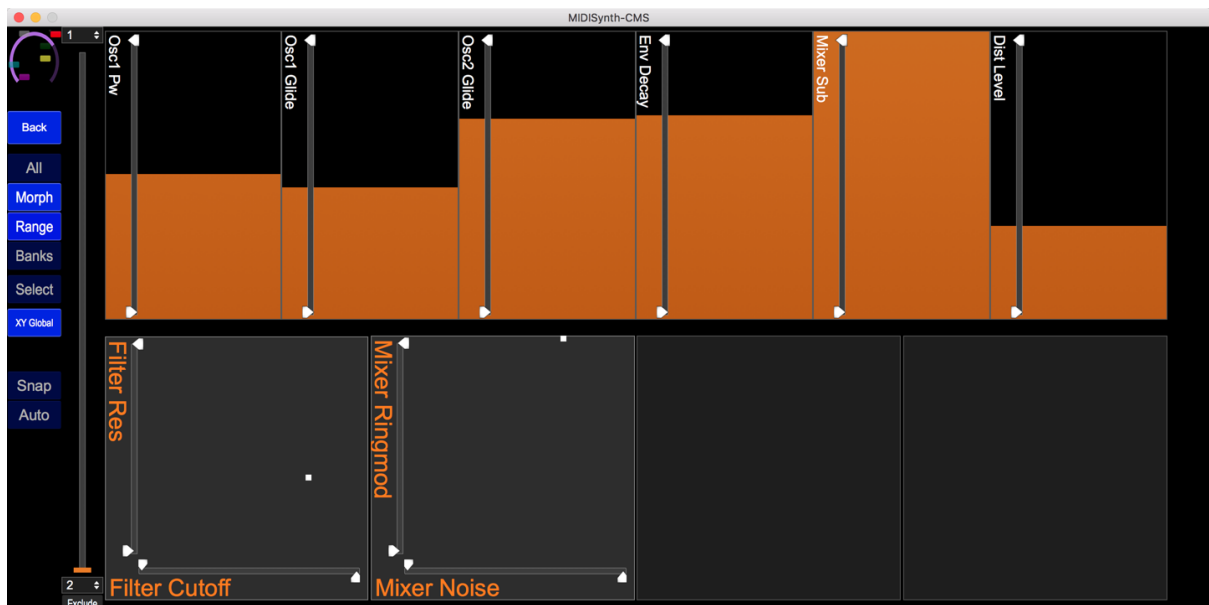 MIDISynth-CMS
1
Back
All
Morph
Range
Banks
Select
XY Global
Snap
Auto
2
Exclude
Osc1 Pw
Osc1 Glide
Osc2 Glide
Env Decay
Mixer Sub
Dist Level
Filter Res
Filter Cutoff
Mixer Ringmod
Mixer Noise